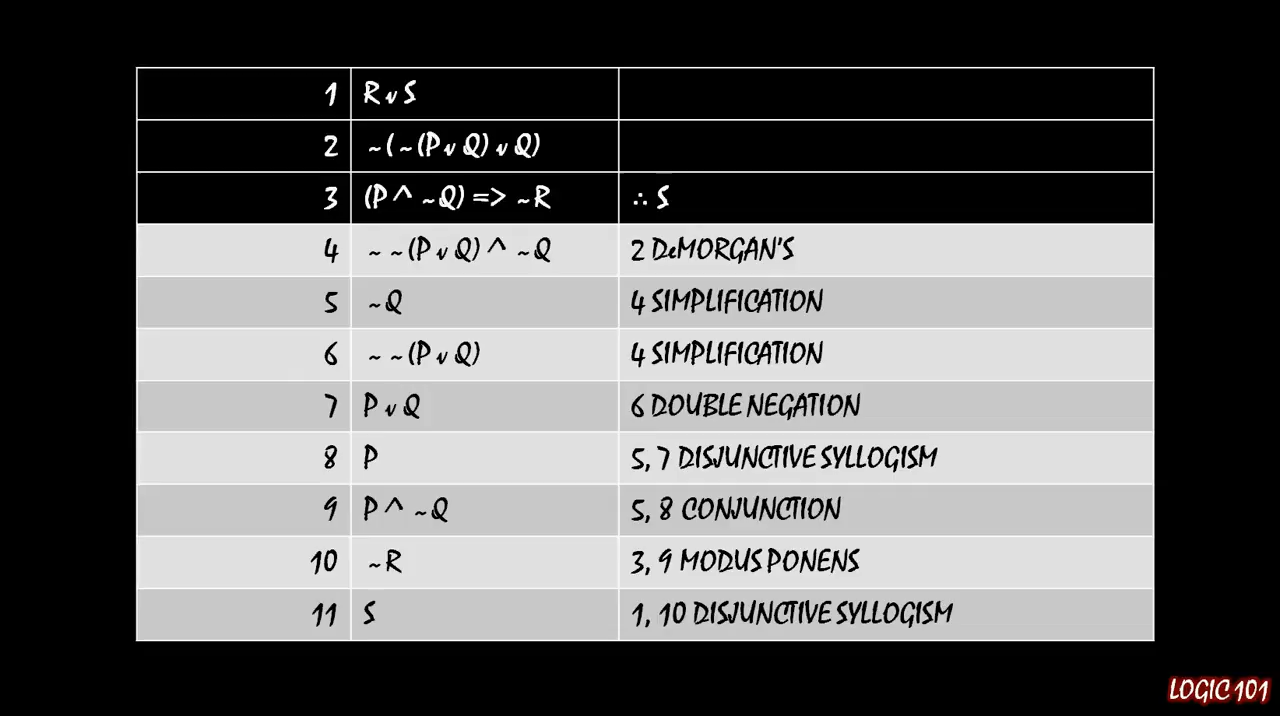 1 R v S
2 ~(~(P v Q) v Q)
3 (P ^ ~Q) => ~R ∴ S
4 ~ ~(P v Q) ^ ~Q 2 DeMORGAN'S
5 ~Q 4 SIMPLIFICATION
6 ~ ~(P v Q) 4 SIMPLIFICATION
7 P v Q 6 DOUBLE NEGATION
8 P 5, 7 DISJUNCTIVE SYLLOGISM
9 P ^ ~Q 5, 8 CONJUNCTION
10 ~R 3, 9 MODUS PONENS
11 S 1, 10 DISJUNCTIVE SYLLOGISM
LOGIC 101